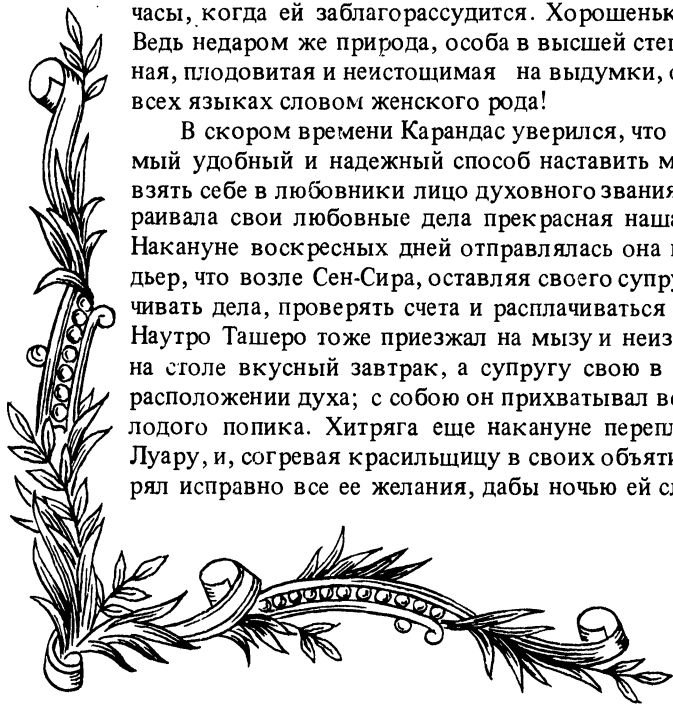 часы, когда ей заблагорассудится. Хорошеньк
Ведь недаром же природа, особа в высшей степ
ная, плодовитая и неистощимая на выдумки, о
всех языках словом женского рода!
В скором времени Карандас уверился, что
мый удобный и надежный способ наставить м
взять себе в любовники лицо духовного звания
раивала свои любовные дела прекрасная наша
Накануне воскресных дней отправлялась она н
дьер, что возле Сен-Сира, оставляя своего супру
чивать дела, проверять счета и расплачиваться
Наутро Ташеро тоже приезжал на мызу и неиз
на столе вкусный завтрак, а супругу свою в
расположении духа; с собою он прихватывал вс
лодого попика. Хитряга еще накануне перепл
Луару, и, согревая красильщицу в своих объяти
рял исправно все ее желания, дабы ночью ей сл